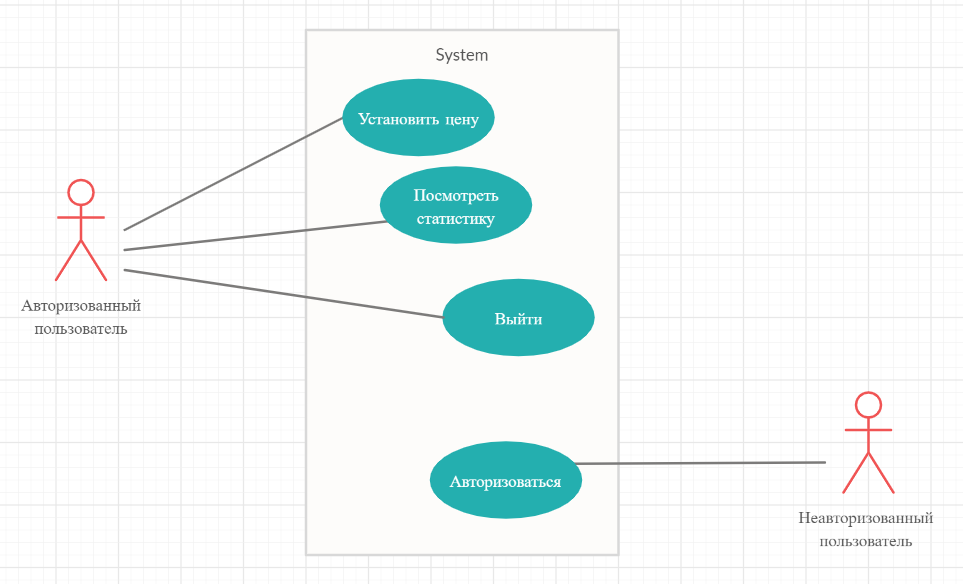 System
Установить цену
Посмотреть
статистику
Авторизованный
пользователь
Выйти
Авторизоваться
Неавторизованный
пользователь